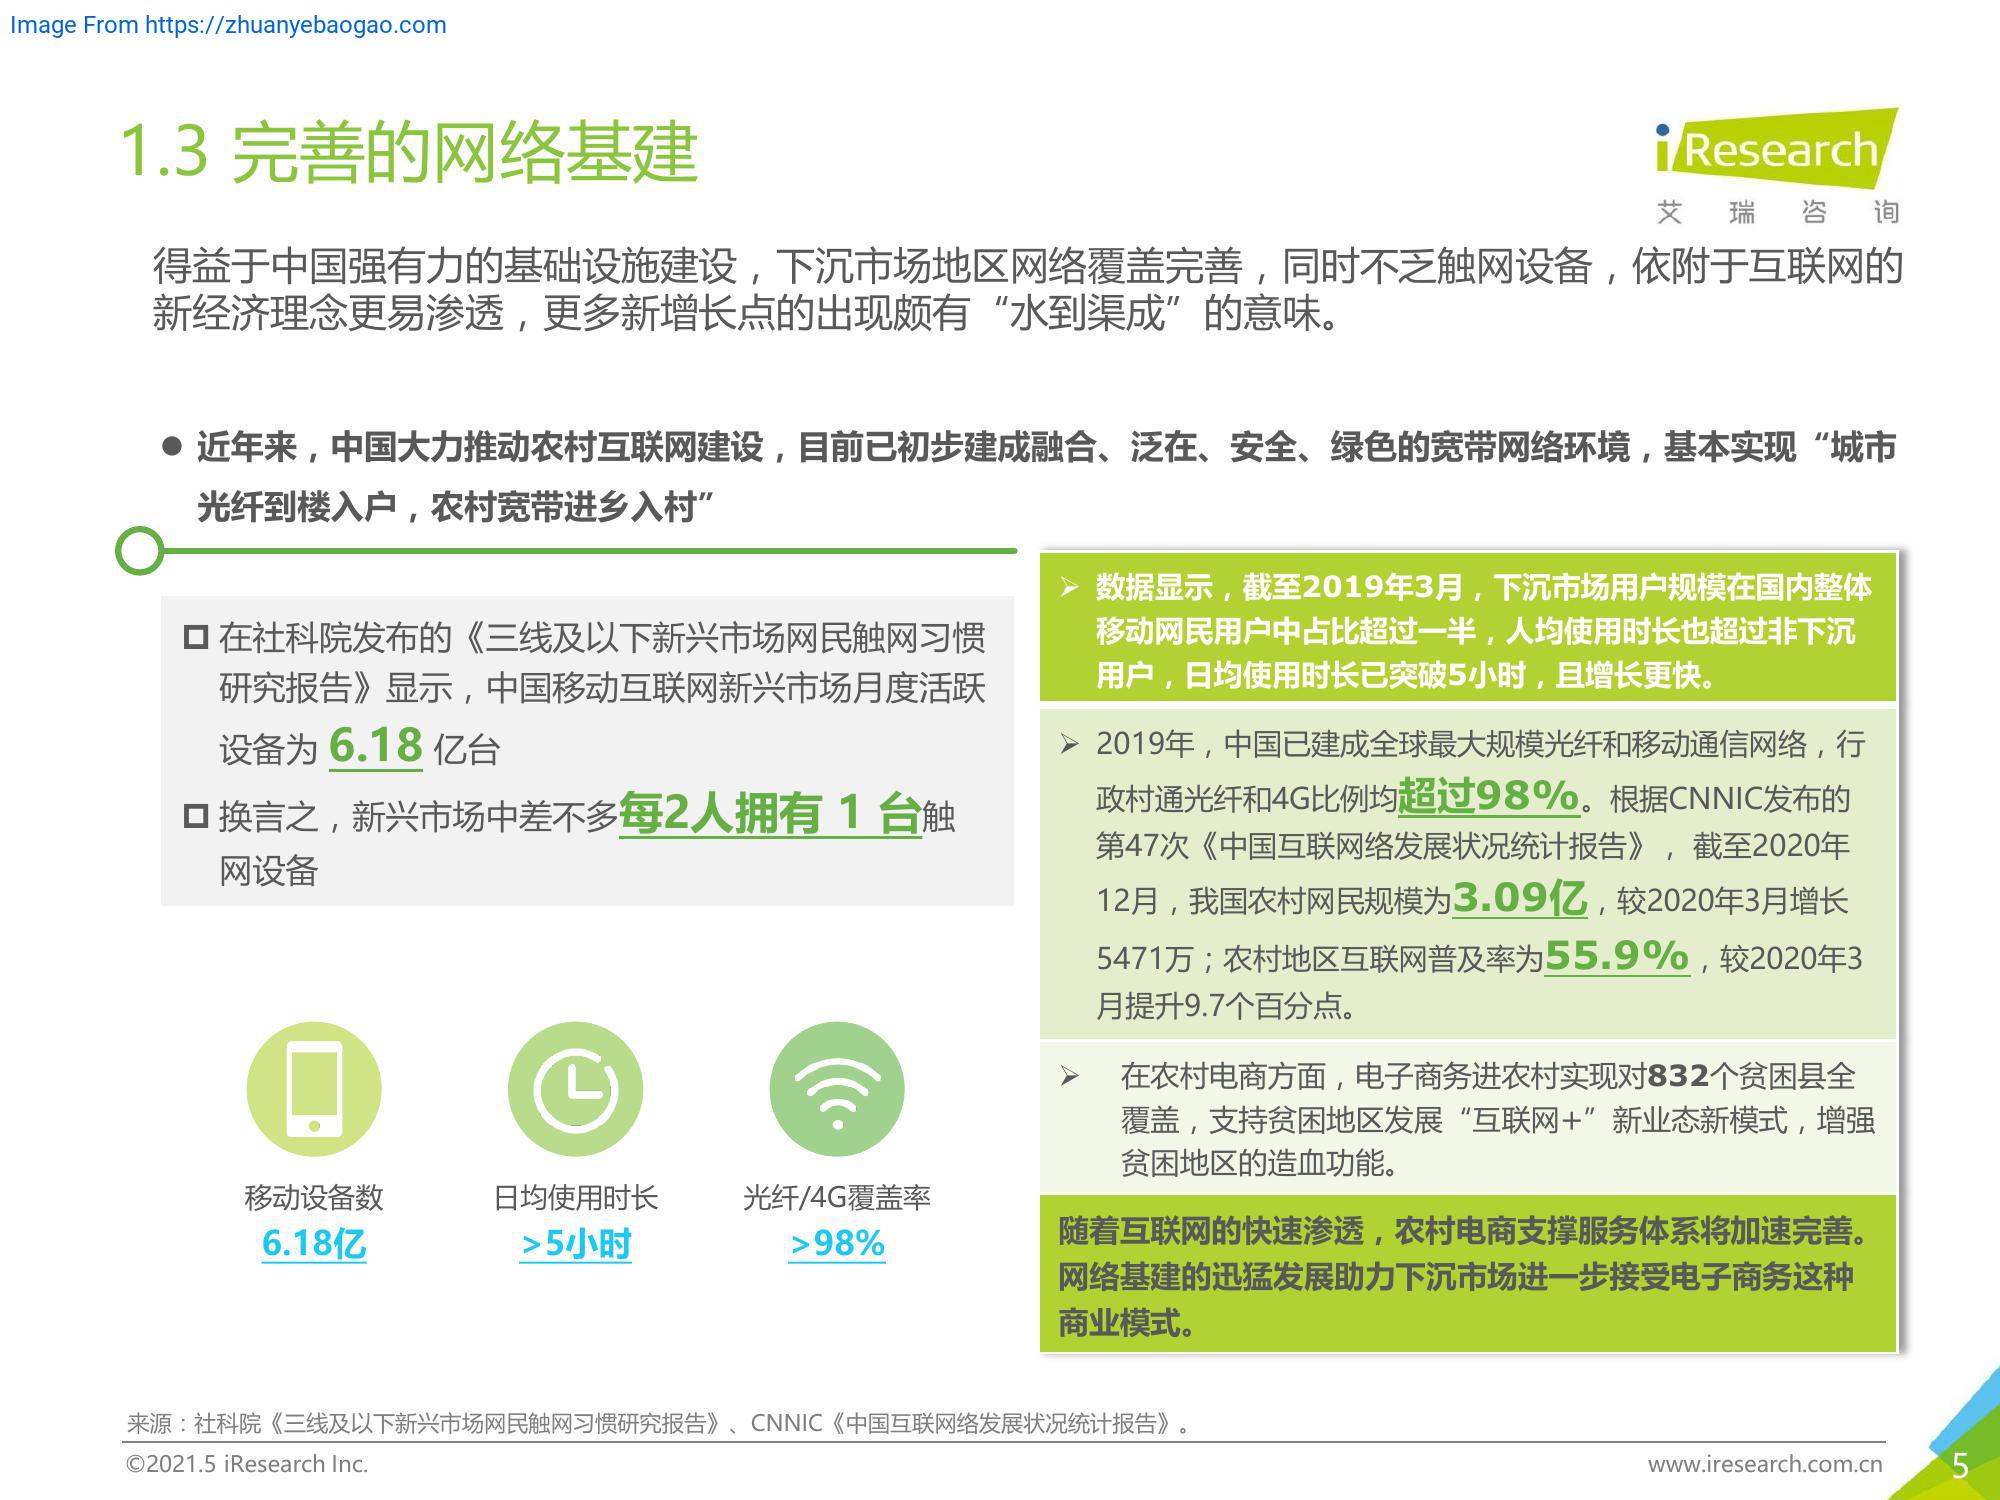 Image From https://zhuanyebaogao.com
1.3 完善的网络基建
iResearch
艾瑞咨询
得益于中国强有力的基础设施建设，下沉市场地区网络覆盖完善，同时不乏触网设备，依附于互联网的
新经济理念更易渗透，更多新增长点的出现颇有“水到渠成”的意味。
● 近年来，中国大力推动农村互联网建设，目前已初步建成融合、泛在、安全、绿色的宽带网络环境，基本实现“城市
光纤到楼入户，农村宽带进乡入村”
在社科院发布的《三线及以下新兴市场网民触网习惯
研究报告》显示，中国移动互联网新兴市场月度活跃
设备为 6.18 亿台
换言之，新兴市场中差不多每2人拥有 1 台触
网设备
移动设备数
6.18亿
日均使用时长
>5小时
光纤/4G覆盖率
>98%
数据显示，截至2019年3月，下沉市场用户规模在国内整体
移动网民用户中占比超过一半，人均使用时长也超过非下沉
用户，日均使用时长已突破5小时，且增长更快。
2019年，中国已建成全球最大规模光纤和移动通信网络，行
政村通光纤和4G比例均超过98%。根据CNNIC发布的
第47次《中国互联网络发展状况统计报告》，截至2020年
12月，我国农村网民规模为3.09亿，较2020年3月增长
5471万；农村地区互联网普及率为55.9%，较2020年3
月提升9.7个百分点。
在农村电商方面，电子商务进农村实现对832个贫困县全
覆盖，支持贫困地区发展“互联网+”新业态新模式，增强
贫困地区的造血功能。
随着互联网的快速渗透，农村电商支撑服务体系将加速完善。
网络基建的迅猛发展助力下沉市场进一步接受电子商务这种
商业模式。
来源：社科院《三线及以下新兴市场网民触网习惯研究报告》、CNNIC《中国互联网络发展状况统计报告》。
©2021.5 iResearch Inc.
www.iresearch.com.cn
5